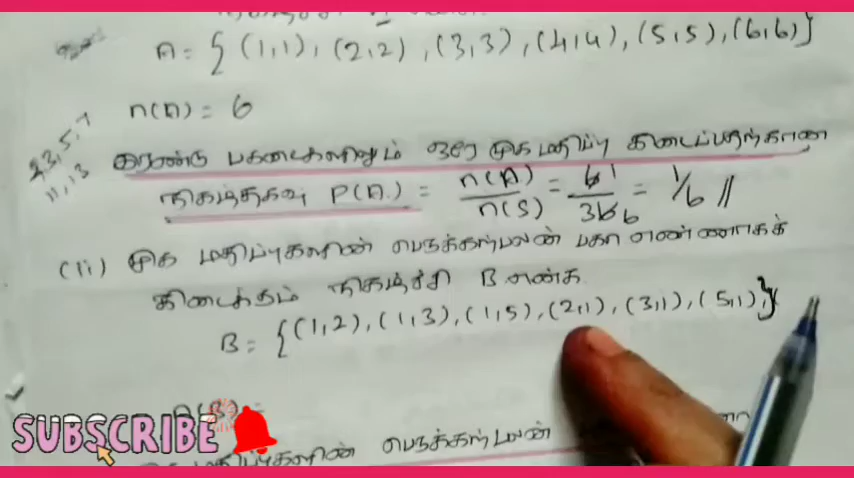 A = { (1,1), (2,2), (3,3), (4,4), (5,5), (6,6)}
n(A) = 6
2,3,5,7
11,13
இரண்டு பகடைகளிலும் ஒரே முக மதிப்பு கிடைப்பதற்கான
நிகழ்தகவு P(A) = n(A)/n(S) = 6/36 = 1/6 //
(ii) முக மதிப்புகளின் பெருக்கற்பலன் பகா எண்ணாகக்
கிடைக்கும் நிகழ்ச்சி B என்க
B = { (1,2), (1,3), (1,5), (2,1), (3,1), (5,1) }
n(B) =
SUBSCRIBE
முக மதிப்புகளின் பெருக்கற்பலன்